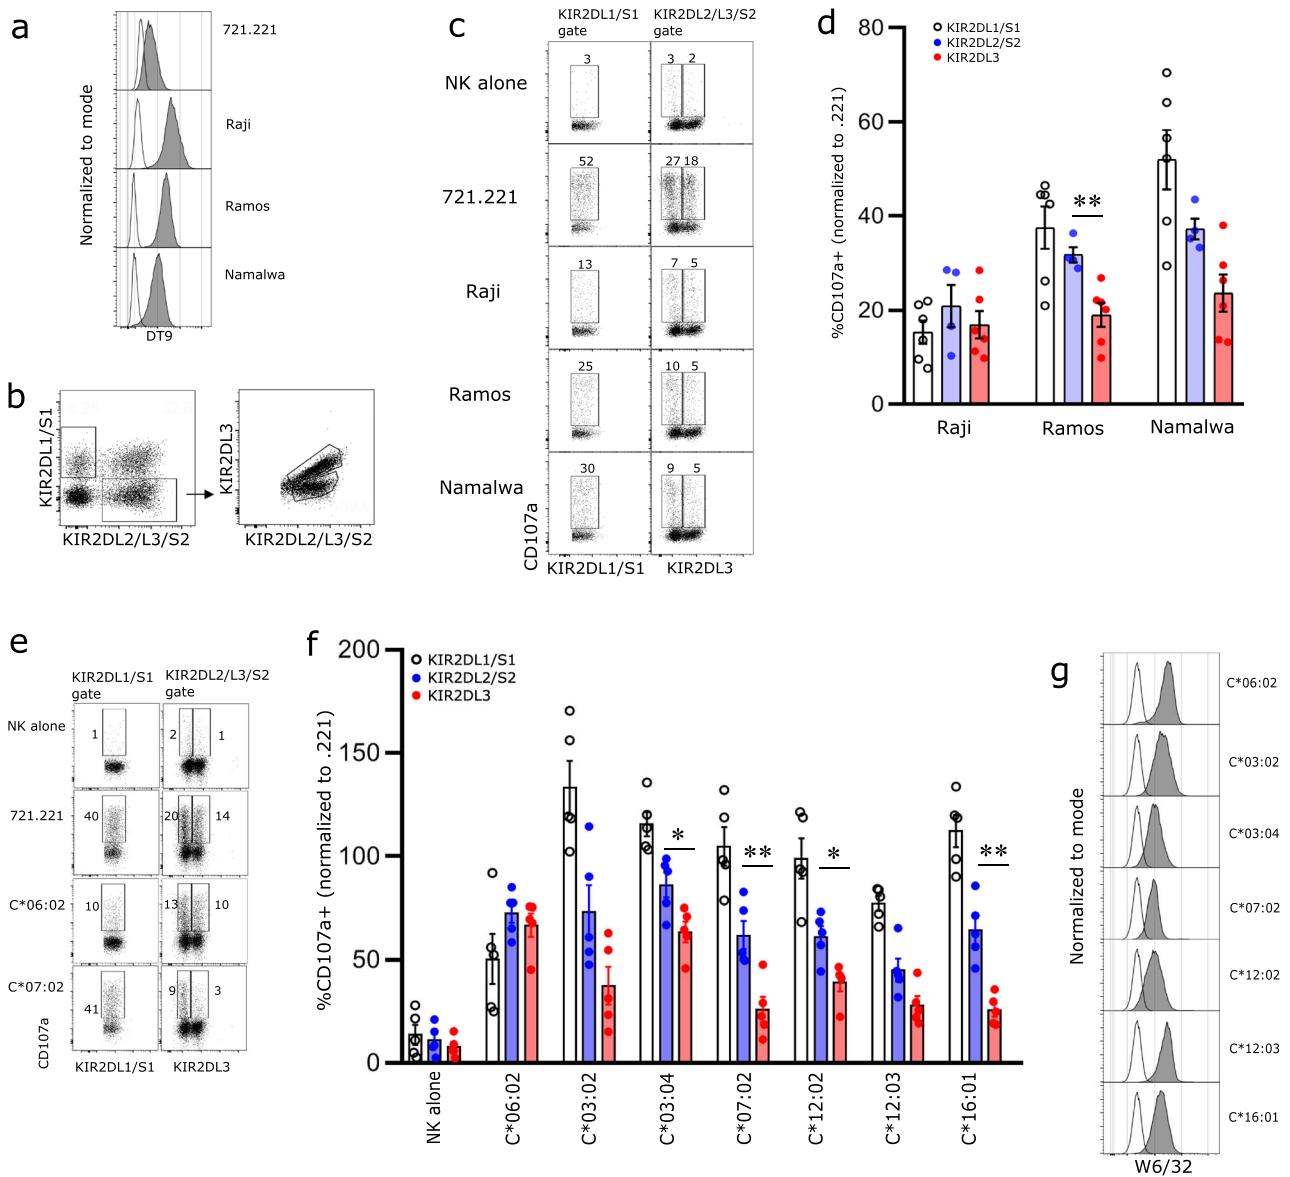 a
721.221
Raji
Ramos
Namalwa
Normalized to mode
DT9
b
KIR2DL1/S1
KIR2DL2/L3/S2
KIR2DL3
KIR2DL2/L3/S2
c
KIR2DL1/S1 gate
KIR2DL2/L3/S2 gate
NK alone
3
3 2
721.221
52
27 18
Raji
13
7 5
Ramos
25
10 5
Namalwa
30
9 5
CD107a
KIR2DL1/S1
KIR2DL3
d
KIR2DL1/S1
KIR2DL2/S2
KIR2DL3
%CD107a+ (normalized to .221)
80
60
40
20
0
**
Raji
Ramos
Namalwa
e
KIR2DL1/S1 gate
KIR2DL2/L3/S2 gate
NK alone
1
2 1
721.221
40
20 14
C*06:02
10
13 10
C*07:02
41
9 3
CD107a
KIR2DL1/S1
KIR2DL3
f
KIR2DL1/S1
KIR2DL2/S2
KIR2DL3
%CD107a+ (normalized to .221)
200
150
100
50
0
*
**
*
**
NK alone
C*06:02
C*03:02
C*03:04
C*07:02
C*12:02
C*12:03
C*16:01
g
C*06:02
C*03:02
C*03:04
C*07:02
C*12:02
C*12:03
C*16:01
Normalized to mode
W6/32